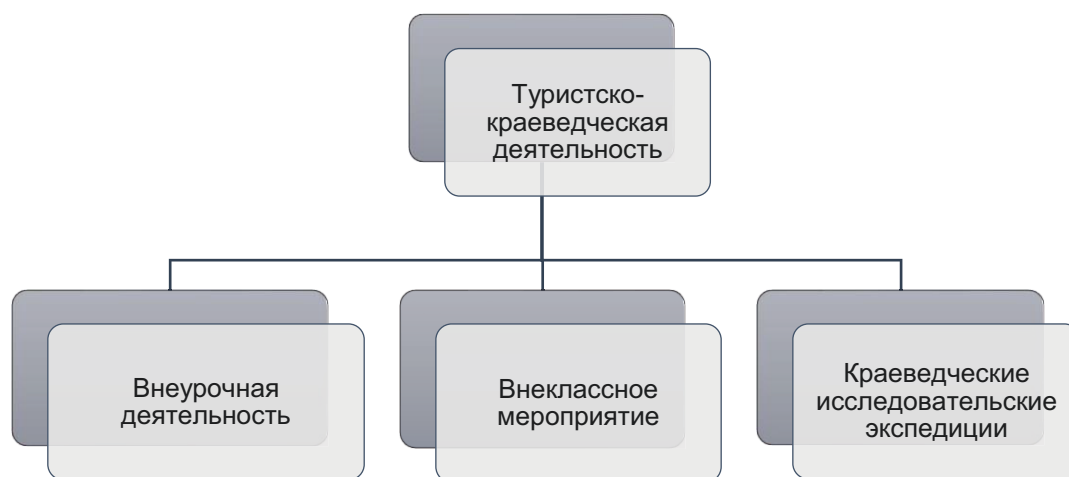 Туристско-
краеведческая
деятельность
Внеурочная
деятельность
Внеклассное
мероприятие
Краеведческие
исследовательские
экспедиции